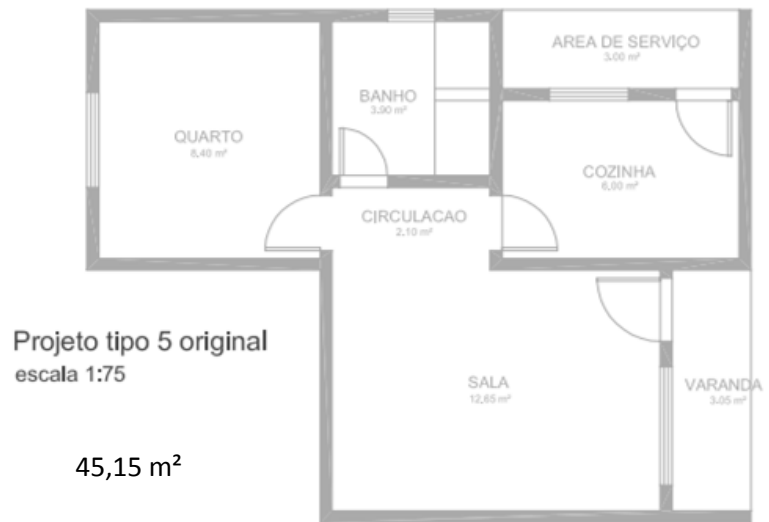 AREA DE SERVIÇO
3.00 m²
BANHO
3.90 m²
QUARTO
8.40 m²
COZINHA
6.00 m²
CIRCULACAO
2.10 m²
Projeto tipo 5 original
escala 1:75
SALA
12.65 m²
VARANDA
3.05 m²
45,15 m²